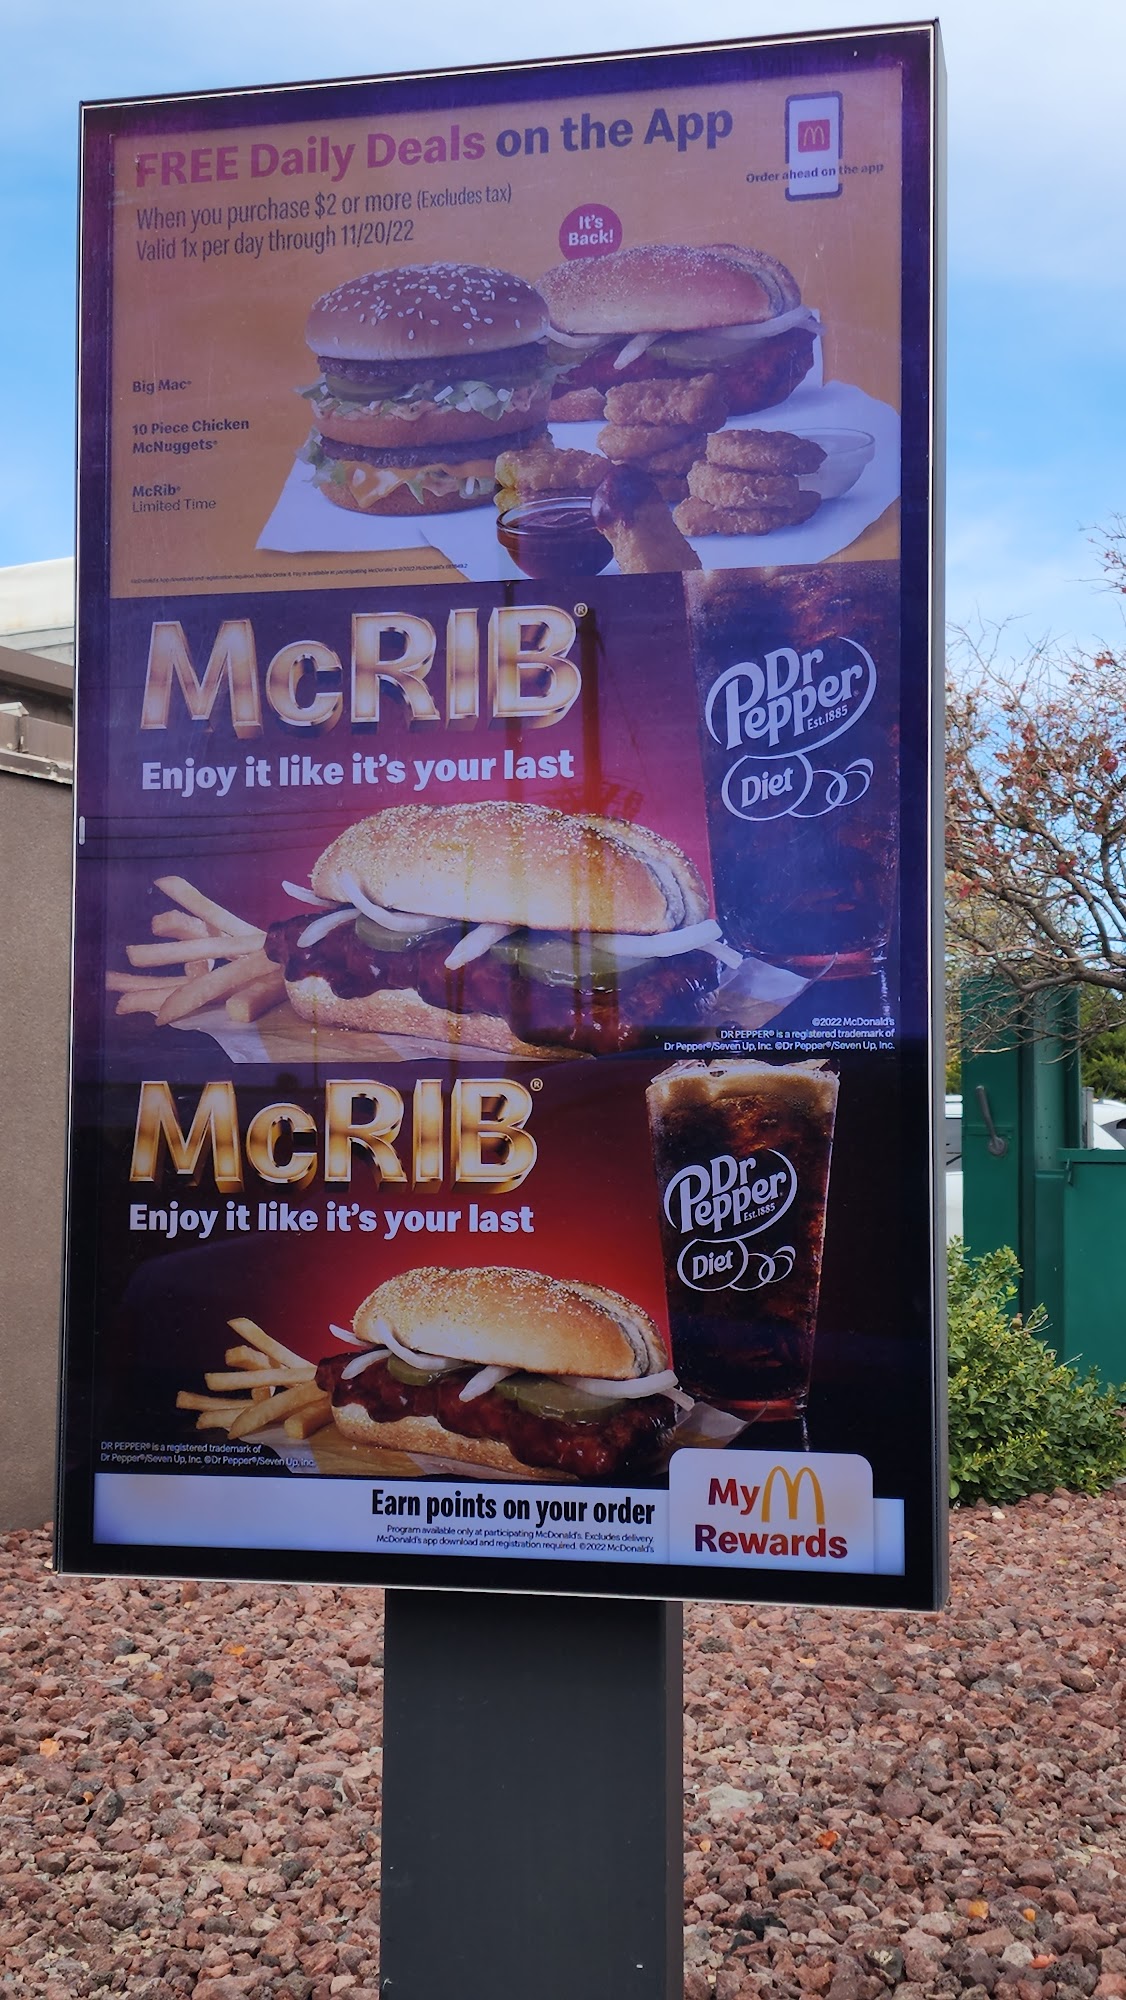 FREE Daily Deals on the App
When you purchase $2 or more (Excludes tax)
Valid 1x per day through 11/20/22
Order ahead on the app
It's
Back!
Big Mac®
10 Piece Chicken
McNuggets®
McRib®
Limited Time
McRIB®
Enjoy it like it's your last
Dr
Pepper®
Est.1885
Diet
©2022 McDonald's
DR PEPPER® is a registered trademark of
Dr Pepper®/Seven Up, Inc. ©Dr Pepper®/Seven Up, Inc.
McRIB®
Enjoy it like it's your last
Dr
Pepper®
Est.1885
Diet
DR PEPPER® is a registered trademark of
Dr Pepper®/Seven Up, Inc. ©Dr Pepper®/Seven Up, Inc.
Earn points on your order
Program available only at participating McDonald's. Excludes delivery.
McDonald's app download and registration required. ©2022 McDonald's
My
Rewards